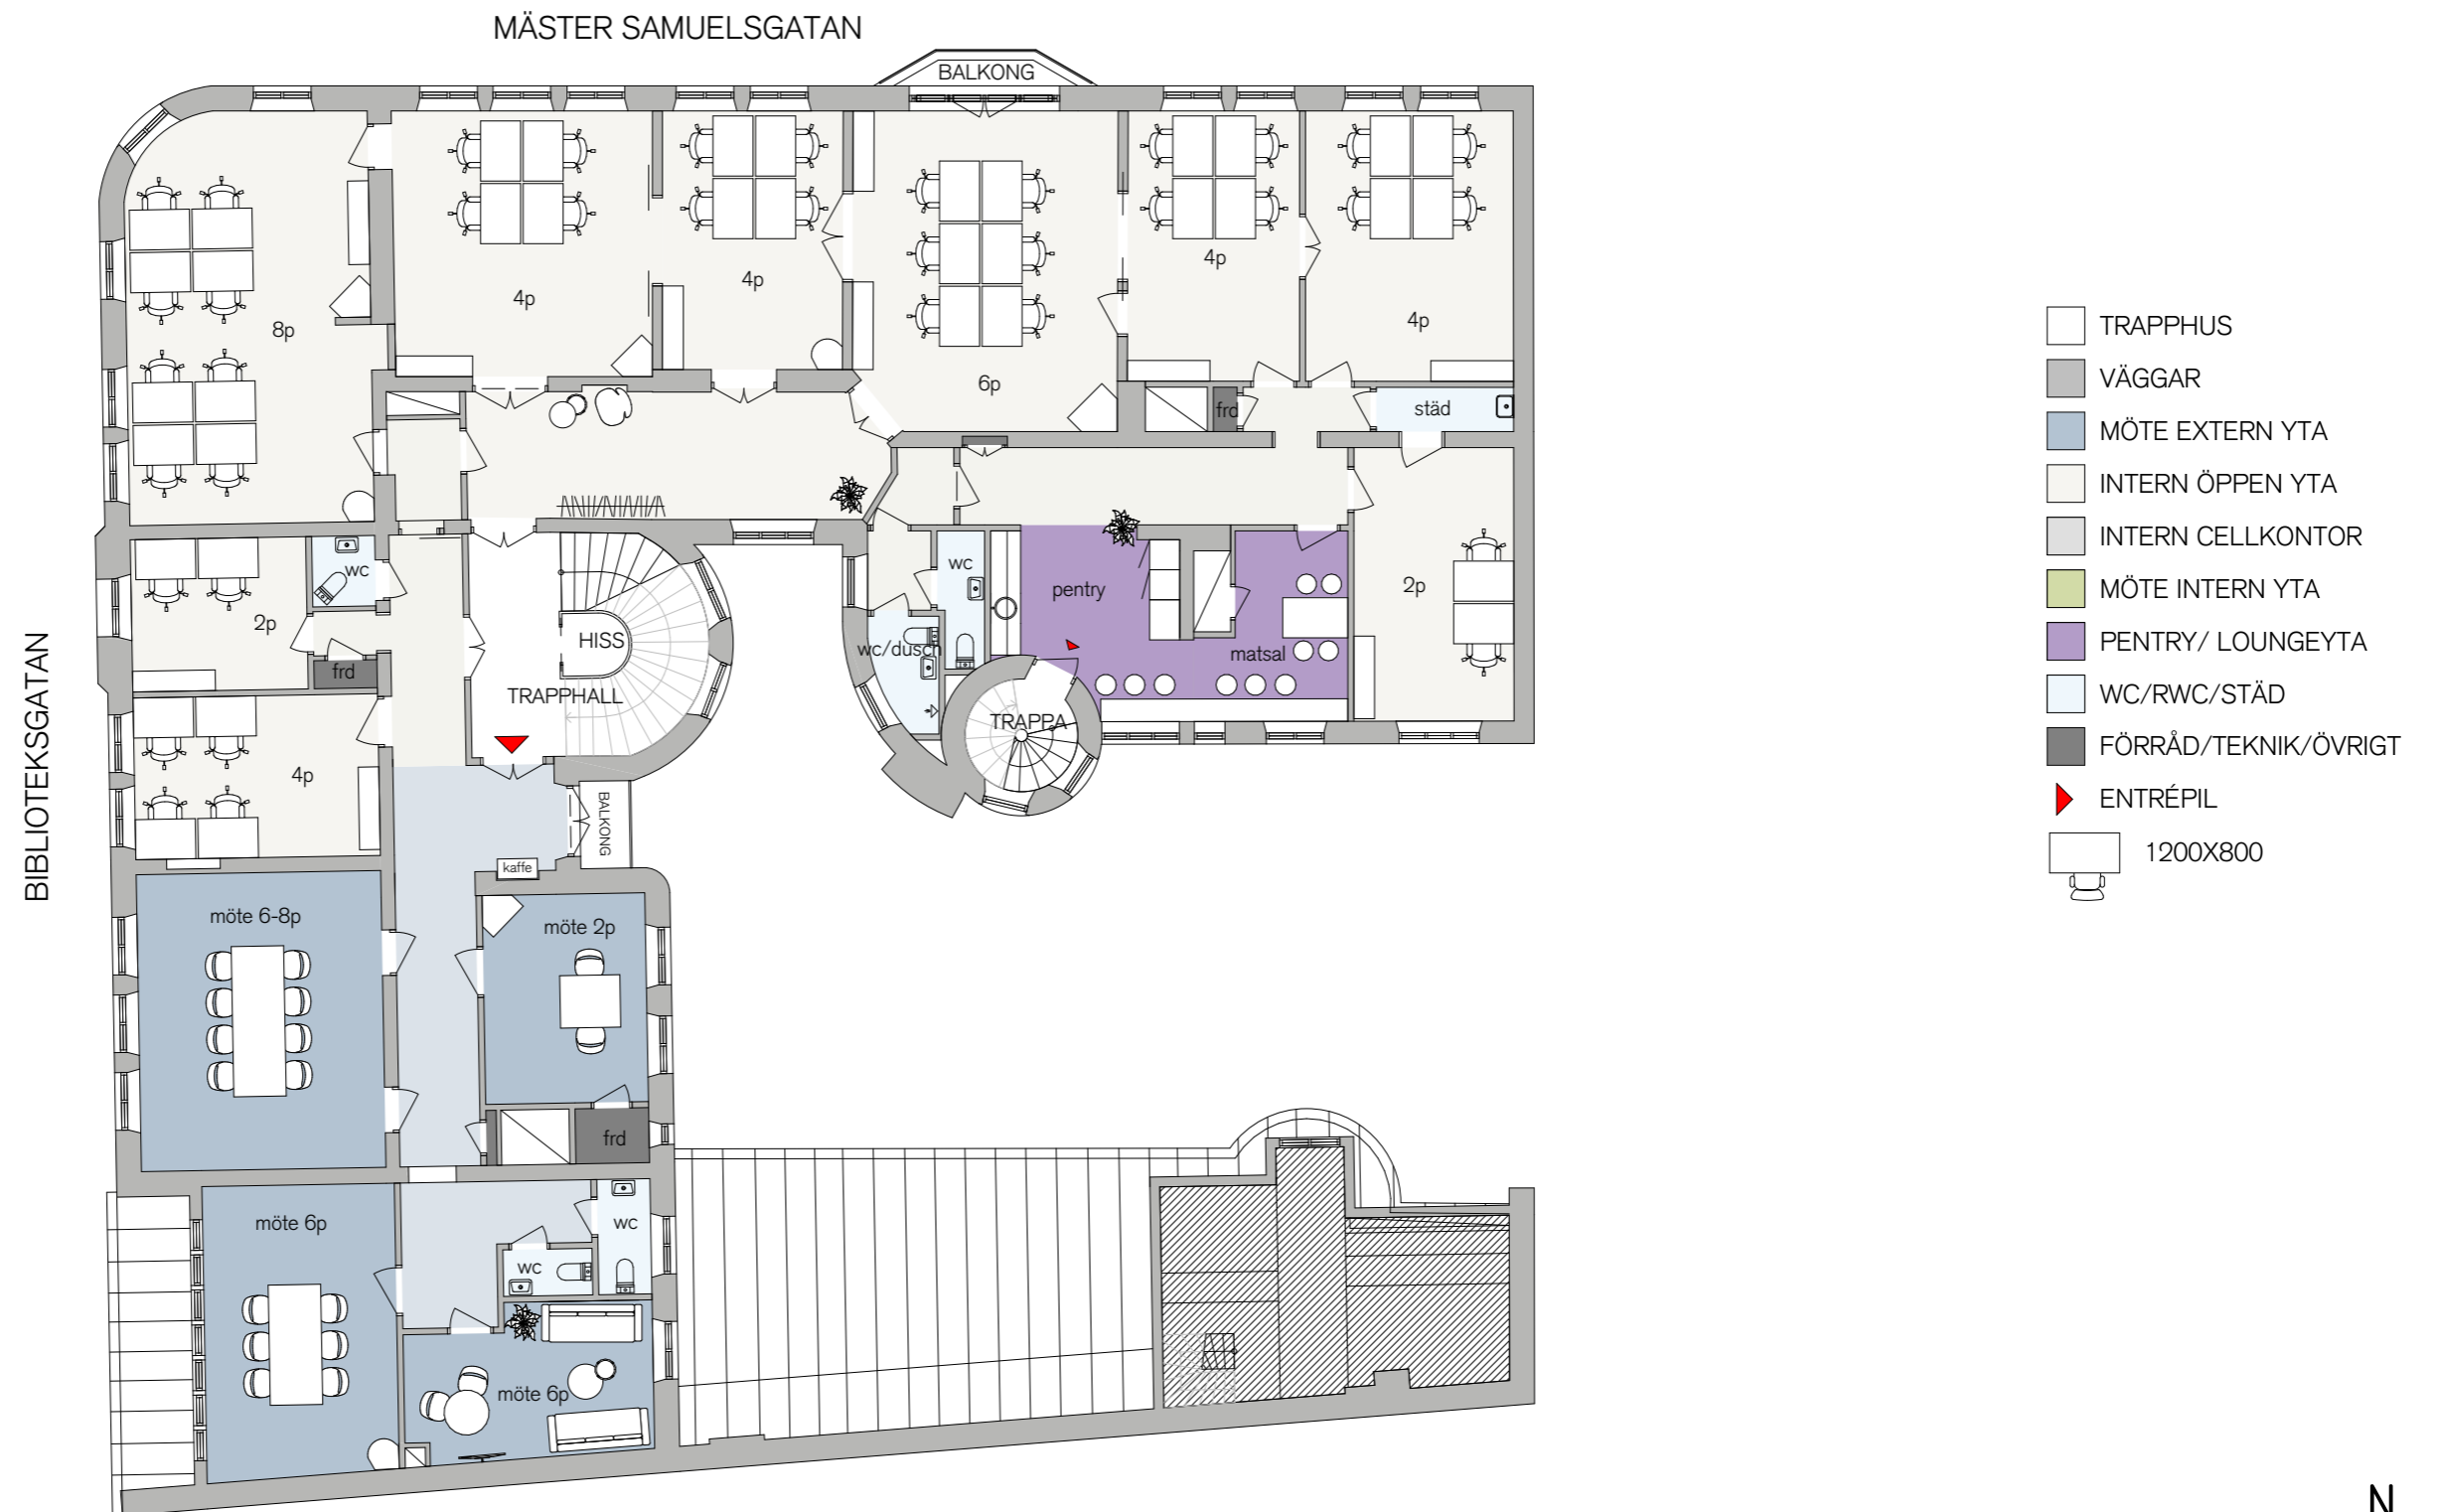 MÄSTER SAMUELSGATAN
BALKONG
8p
4p
4p
6p
4p
4p
frd
städ
2p
wc
frd
4p
HISS
TRAPPHALL
BALKONG
kaffe
wc
wc/dusch
pentry
matsal
TRAPPA
2p
BIBLIOTEKSGATAN
möte 6-8p
möte 2p
frd
möte 6p
wc
wc
möte 6p
TRAPPHUS
VÄGGAR
MÖTE EXTERN YTA
INTERN ÖPPEN YTA
INTERN CELLKONTOR
MÖTE INTERN YTA
PENTRY/ LOUNGEYTA
WC/RWC/STÄD
FÖRRÅD/TEKNIK/ÖVRIGT
ENTRÉPIL
1200X800
N